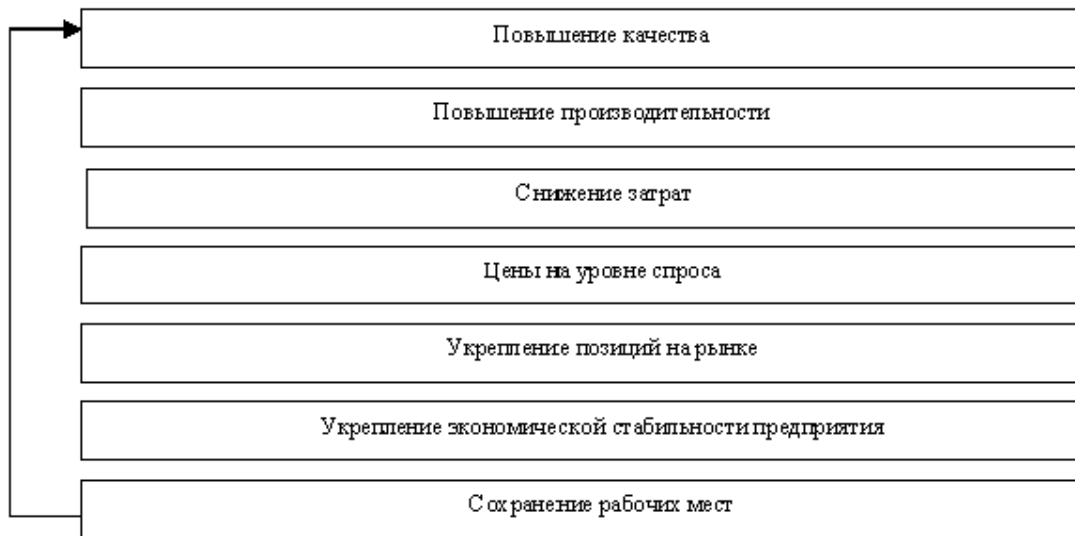 Повышение качества
Повышение производительности
Снижение затрат
Цены на уровне спроса
Укрепление позиций на рынке
Укрепление экономической стабильности предприятия
Сохранение рабочих мест